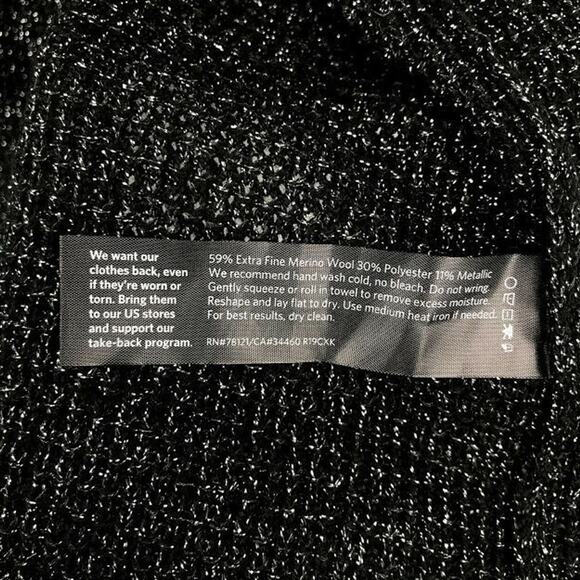 We want our
clothes back, even
if they're worn or
torn. Bring them
to our US stores
and support our
take-back program.
59% Extra Fine Merino Wool 30% Polyester 11% Metallic
We recommend hand wash cold, no bleach. Do not wring.
Gently squeeze or roll in towel to remove excess moisture.
Reshape and lay flat to dry. Use medium heat iron if needed.
For best results, dry clean.
RN#78121/CA#34460 R19CXK